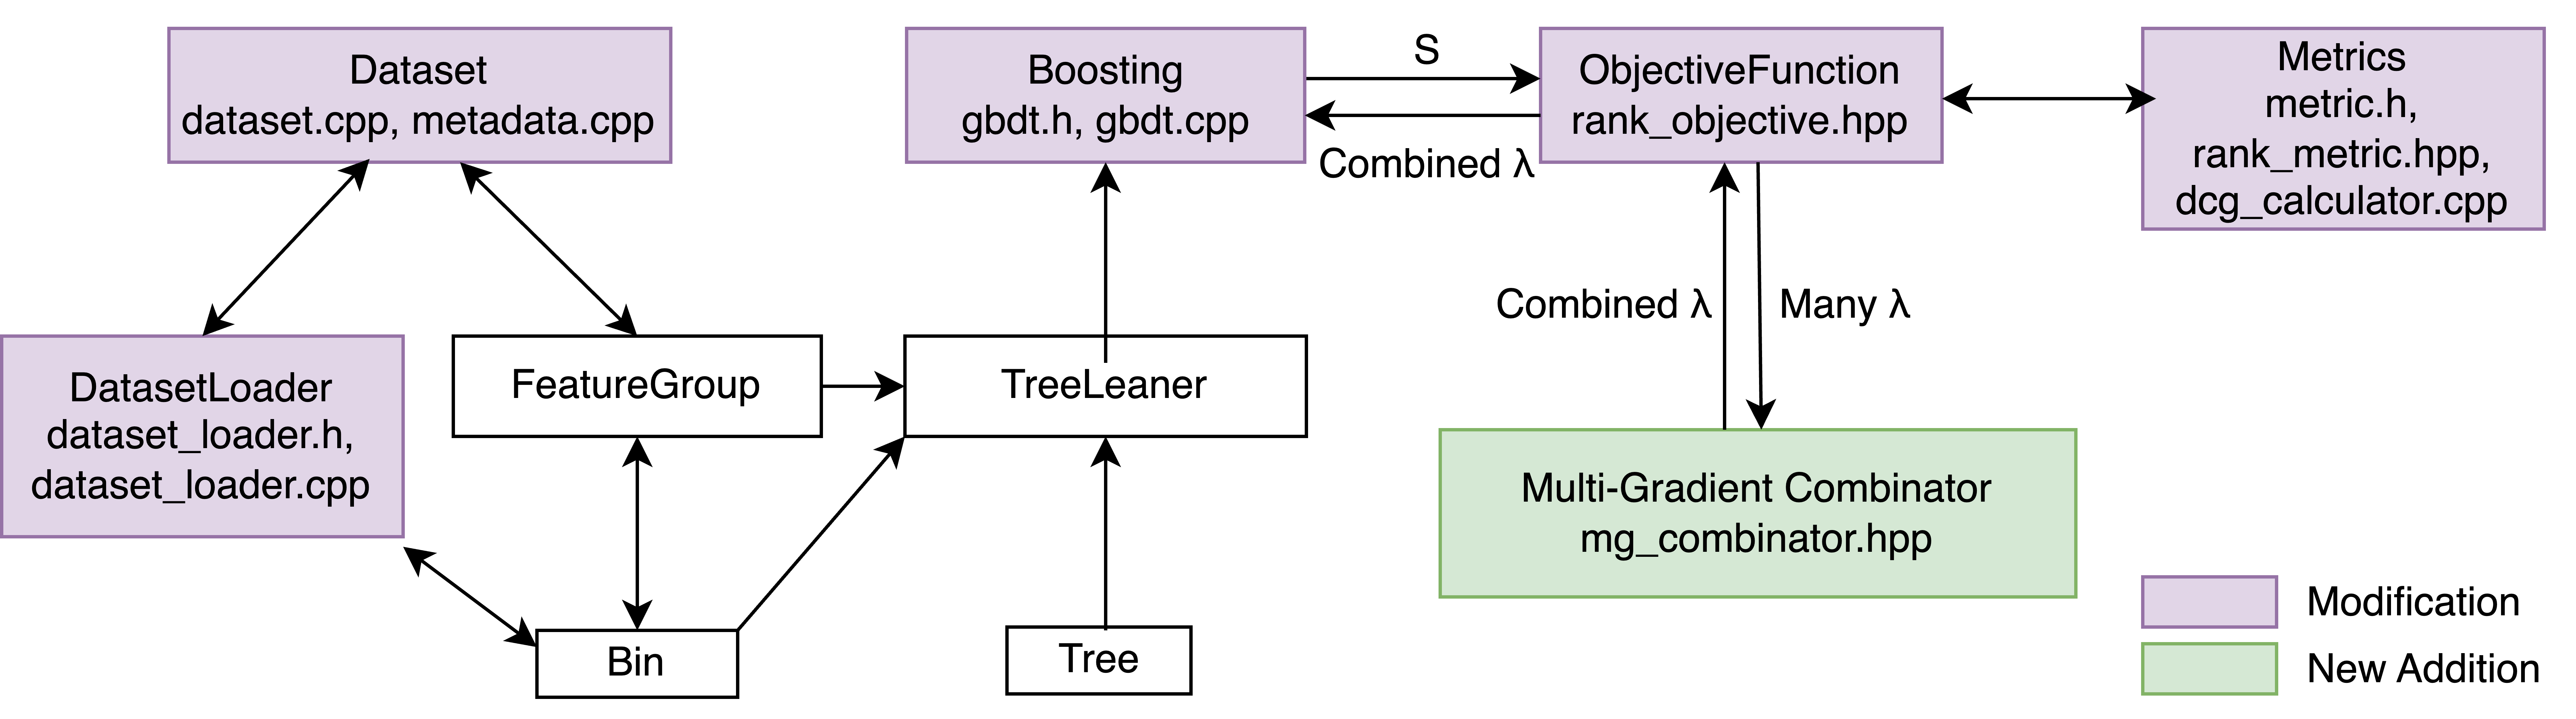 Dataset
dataset.cpp, metadata.cpp
Boosting
gbdt.h, gbdt.cpp
S
Combined λ
ObjectiveFunction
rank_objective.hpp
Metrics
metric.h,
rank_metric.hpp,
dcg_calculator.cpp
Combined λ
Many λ
DatasetLoader
dataset_loader.h,
dataset_loader.cpp
FeatureGroup
TreeLeaner
Multi-Gradient Combinator
mg_combinator.hpp
Bin
Tree
Modification
New Addition